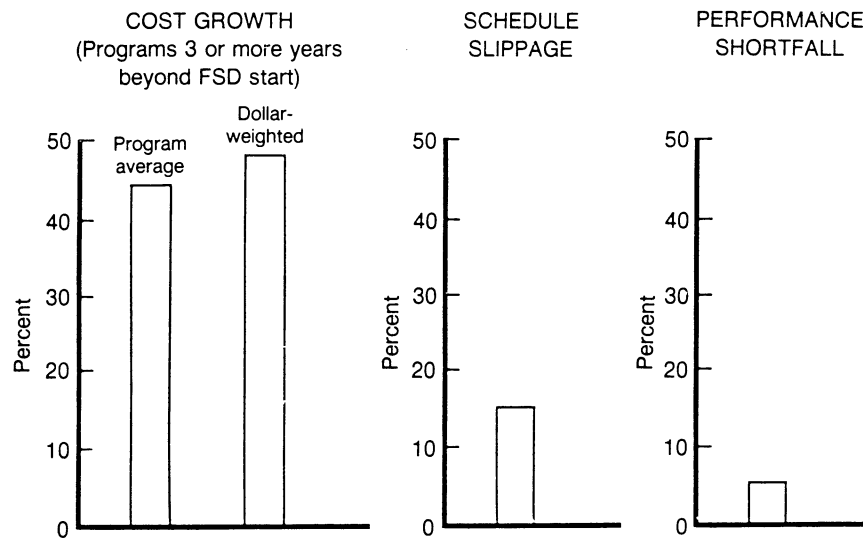 COST GROWTH
(Programs 3 or more years
beyond FSD start)
Program
average
Dollar-
weighted
50
40
30
20
10
0
Percent
SCHEDULE
SLIPPAGE
50
40
30
20
10
0
Percent
PERFORMANCE
SHORTFALL
50
40
30
20
10
0
Percent